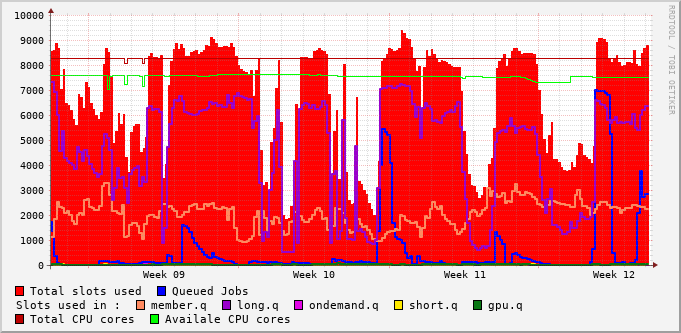 RRDTOOL / TOBI OETIKER
10000
9000
8000
7000
6000
5000
4000
3000
2000
1000
0
Week 09 Week 10 Week 11 Week 12
Total slots used Queued Jobs
Slots used in : member.q long.q ondemand.q short.q gpu.q
Total CPU cores Availale CPU cores